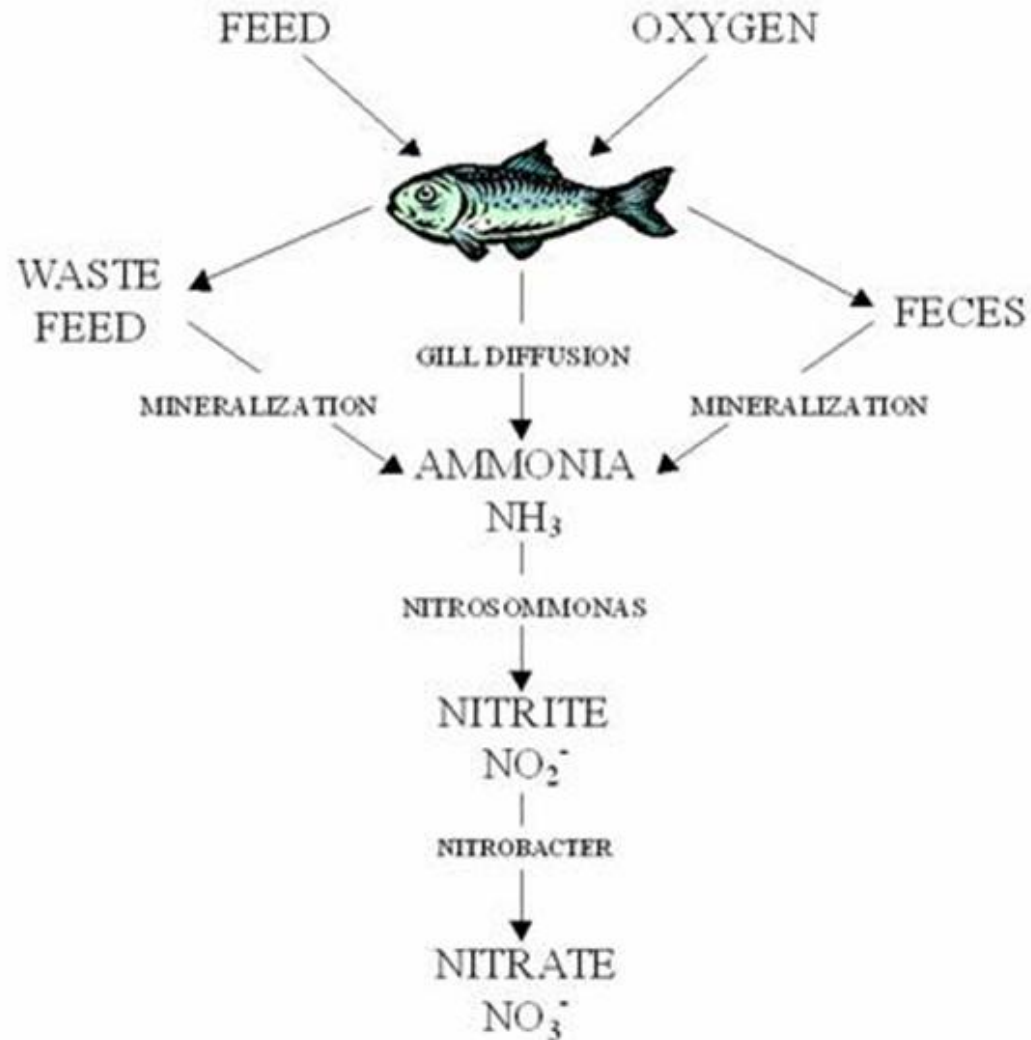 FEED
OXYGEN
WASTE
FEED
FECES
GILL DIFFUSION
MINERALIZATION
MINERALIZATION
AMMONIA
NH₃
NITROSOMMONAS
NITRITE
NO₂⁻
NITROBACTER
NITRATE
NO₃⁻